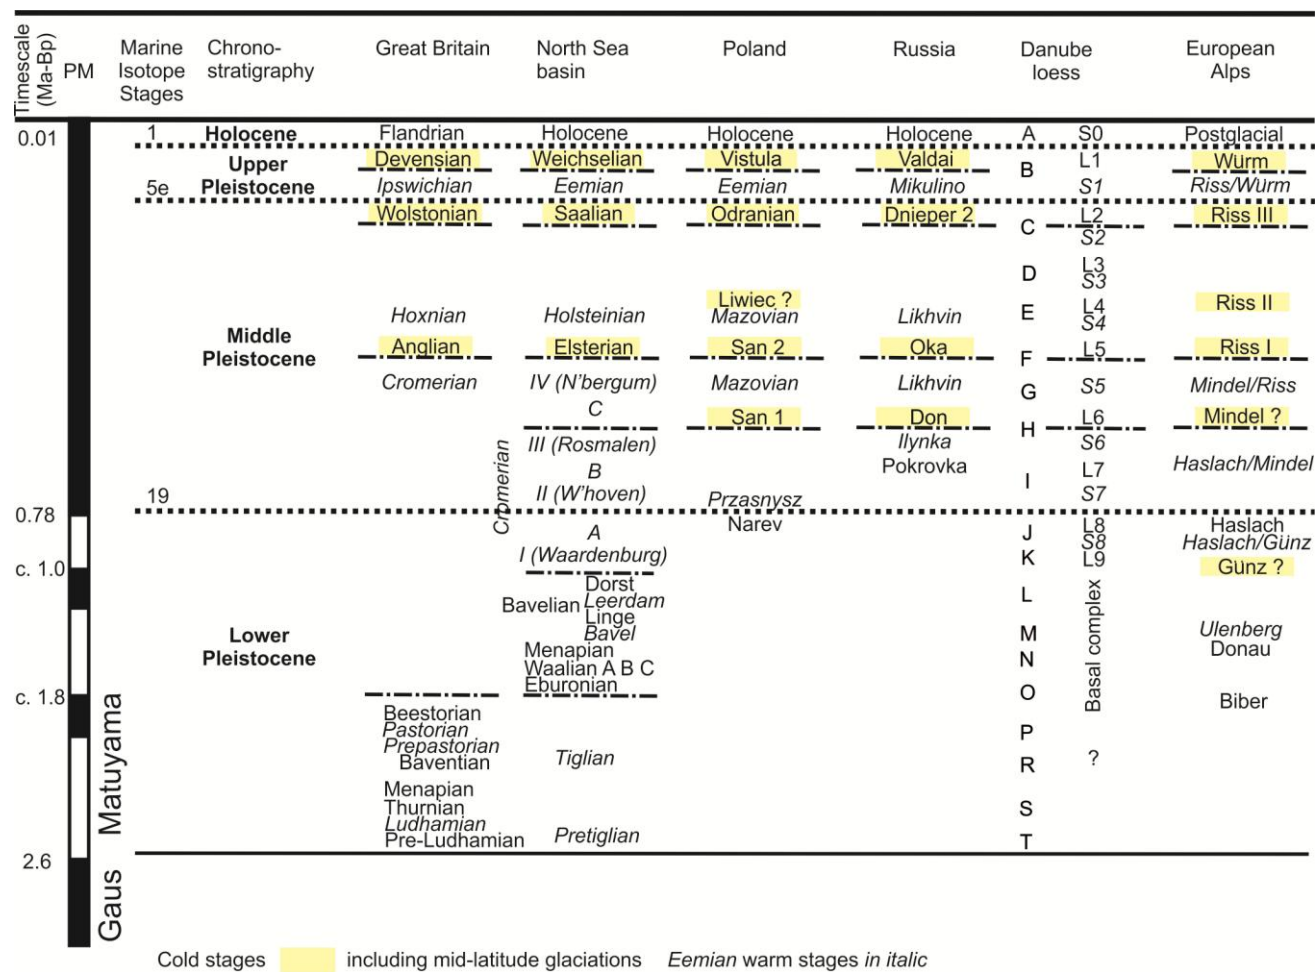 Timescale (Ma-Bp) PM Marine Isotope Stages Chrono-stratigraphy Great Britain North Sea basin Poland Russia Danube loess European Alps
0.01 1 Holocene Flandrian Holocene Holocene Holocene A S0 Postglacial
Upper Pleistocene Devensian Weichselian Vistula Valdai B L1 Würm
5e Ipswichian Eemian Eemian Mikulino S1 Riss/Würm
Wolstonian Saalian Odranian Dnieper 2 C L2 Riss III
S2
D L3
S3
Liwiec ? E L4 Riss II
Hoxnian Holsteinian Mazovian Likhvin S4
Middle Pleistocene Anglian Elsterian San 2 Oka F L5 Riss I
Cromerian IV (N'bergum) Mazovian Likhvin G S5 Mindel/Riss
C San 1 Don H L6 Mindel ?
Cromerian III (Rosmalen) Ilynka S6
B Pokrovka I L7 Haslach/Mindel
19 II (W'hoven) Przasnysz S7
0.78 Narev J L8 Haslach
A S8 Haslach/Günz
I (Waardenburg) K L9
c. 1.0 Günz ?
Dorst
Bavelian Leerdam L Basal complex
Linge
Lower Pleistocene Bavel M Ulenberg
Menapian N Donau
Waalian A B C
Eburonian
c. 1.8 O Biber
Beestorian
Pastorian P
Prepastorian
Baventian Tiglian R ?
Menapian
Thurnian S
Ludhamian
Pre-Ludhamian Pretiglian T
Matuyama
2.6
Gaus
Cold stages including mid-latitude glaciations Eemian warm stages in italic